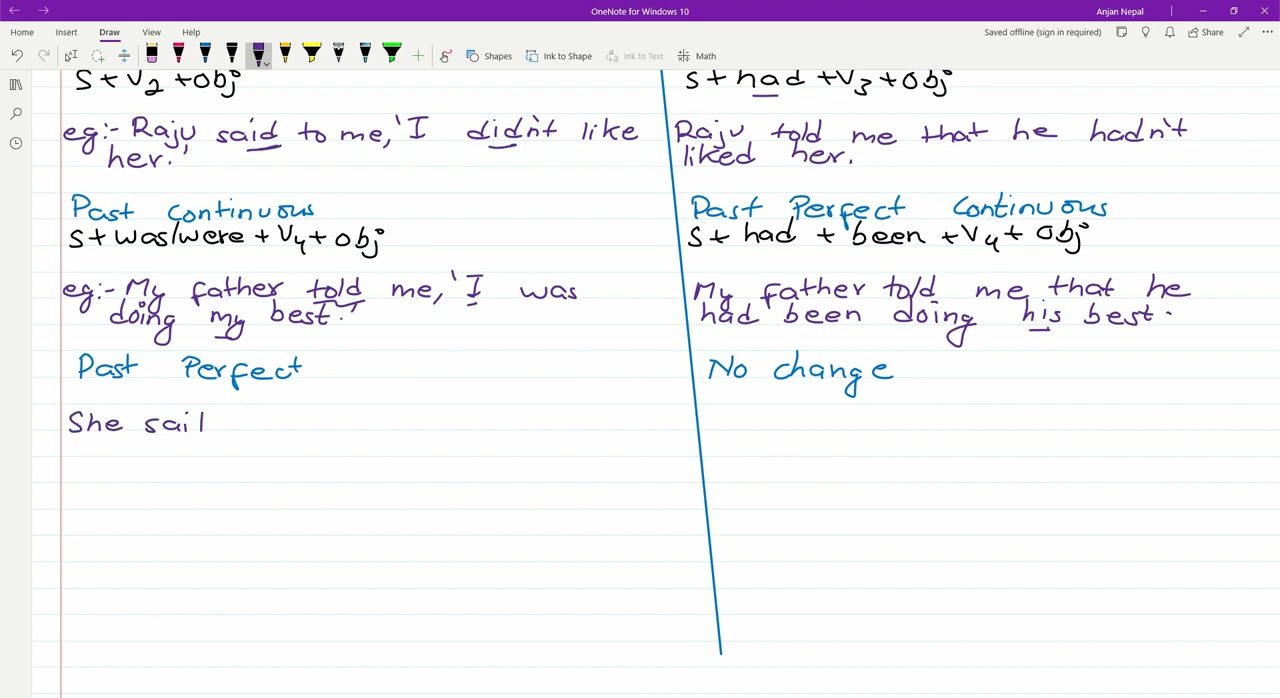 OneNote for Windows 10
Anjan Nepal
Home Insert Draw View Help
Saved offline (sign in required)
Share
Shapes
Ink to Shape
Ink to Text
Math
S + V2 + Obj
eg:- Raju said to me, 'I didn't like
her.'
Past Continuous
S + was/were + V4 + Obj
eg:- My father told me, 'I was
doing my best.'
Past Perfect
She sail
S + had + V3 + Obj
Raju told me that he hadn't
liked her.
Past Perfect Continuous
S + had + been + V4 + Obj
My father told me that he
had been doing his best.
No change